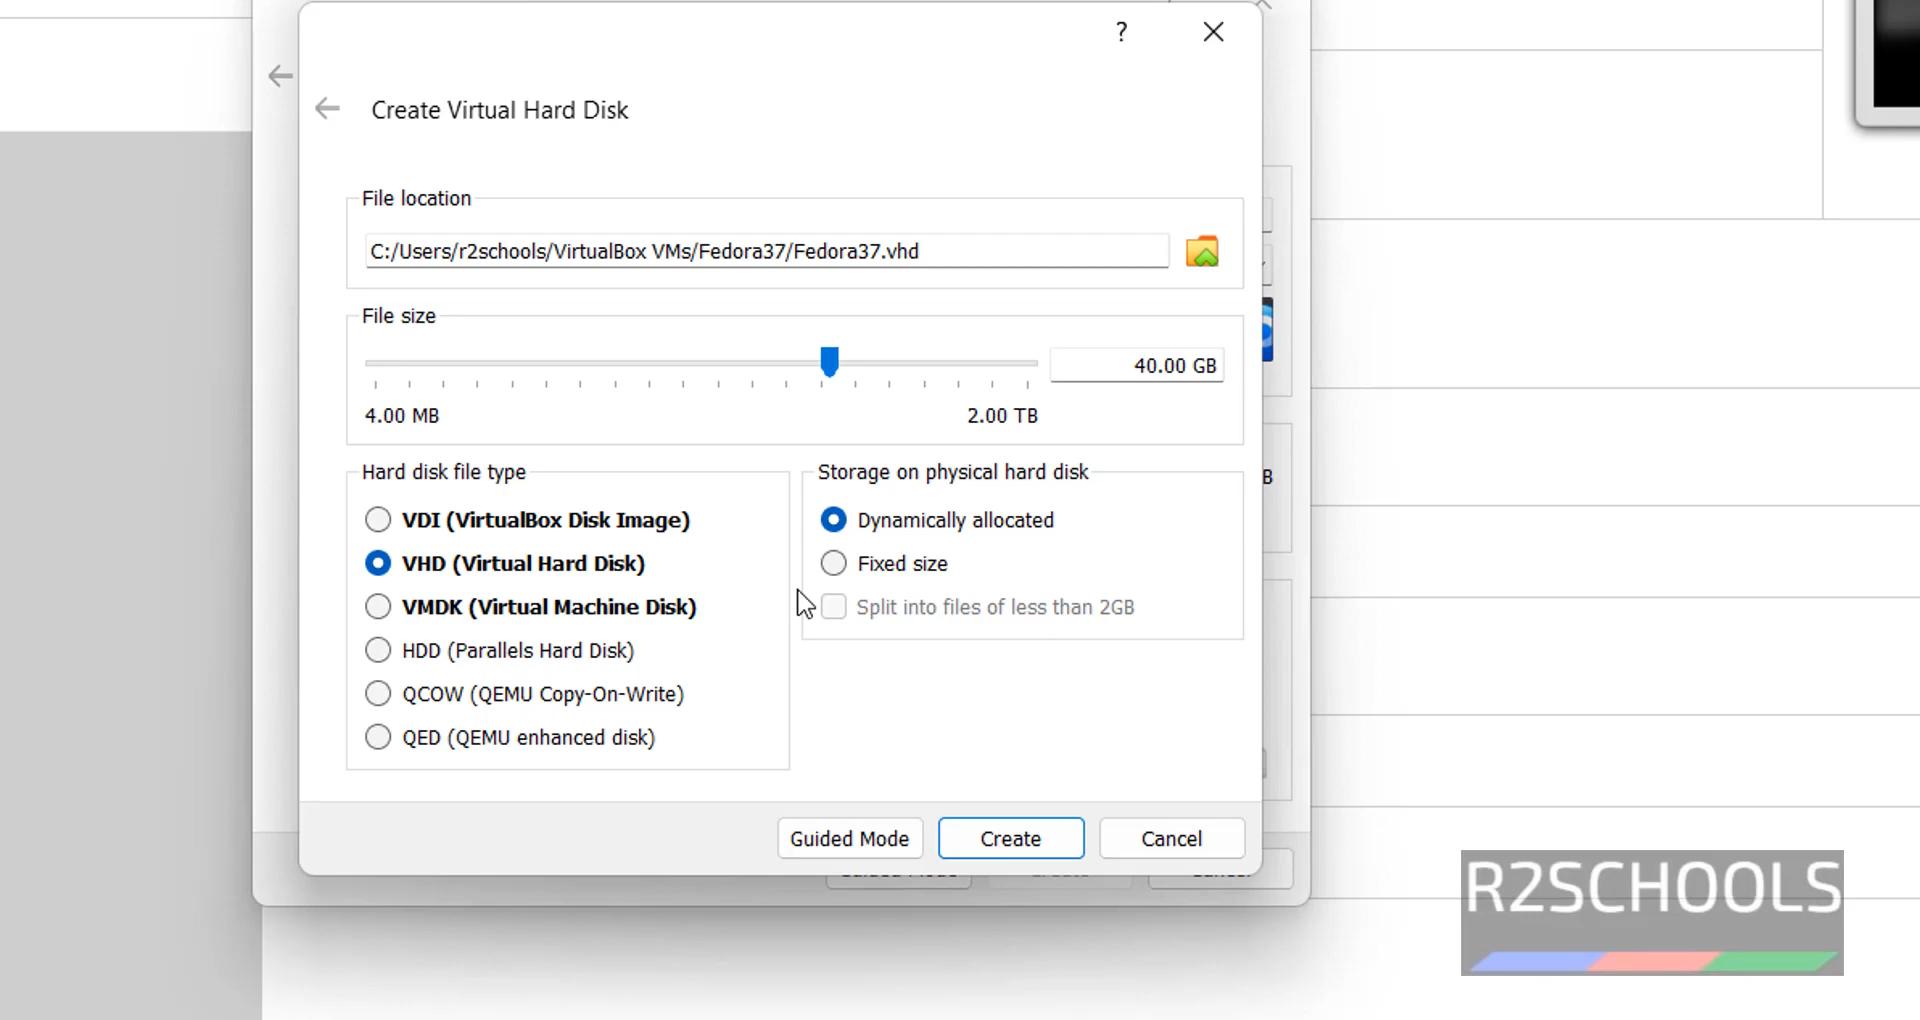 ?
Create Virtual Hard Disk
File location
C:/Users/r2schools/VirtualBox VMs/Fedora37/Fedora37.vhd
File size
40.00 GB
4.00 MB 2.00 TB
Hard disk file type
Storage on physical hard disk
VDI (VirtualBox Disk Image)
Dynamically allocated
VHD (Virtual Hard Disk)
Fixed size
VMDK (Virtual Machine Disk)
Split into files of less than 2GB
HDD (Parallels Hard Disk)
QCOW (QEMU Copy-On-Write)
QED (QEMU enhanced disk)
B
Guided Mode Create Cancel
R2SCHOOLS